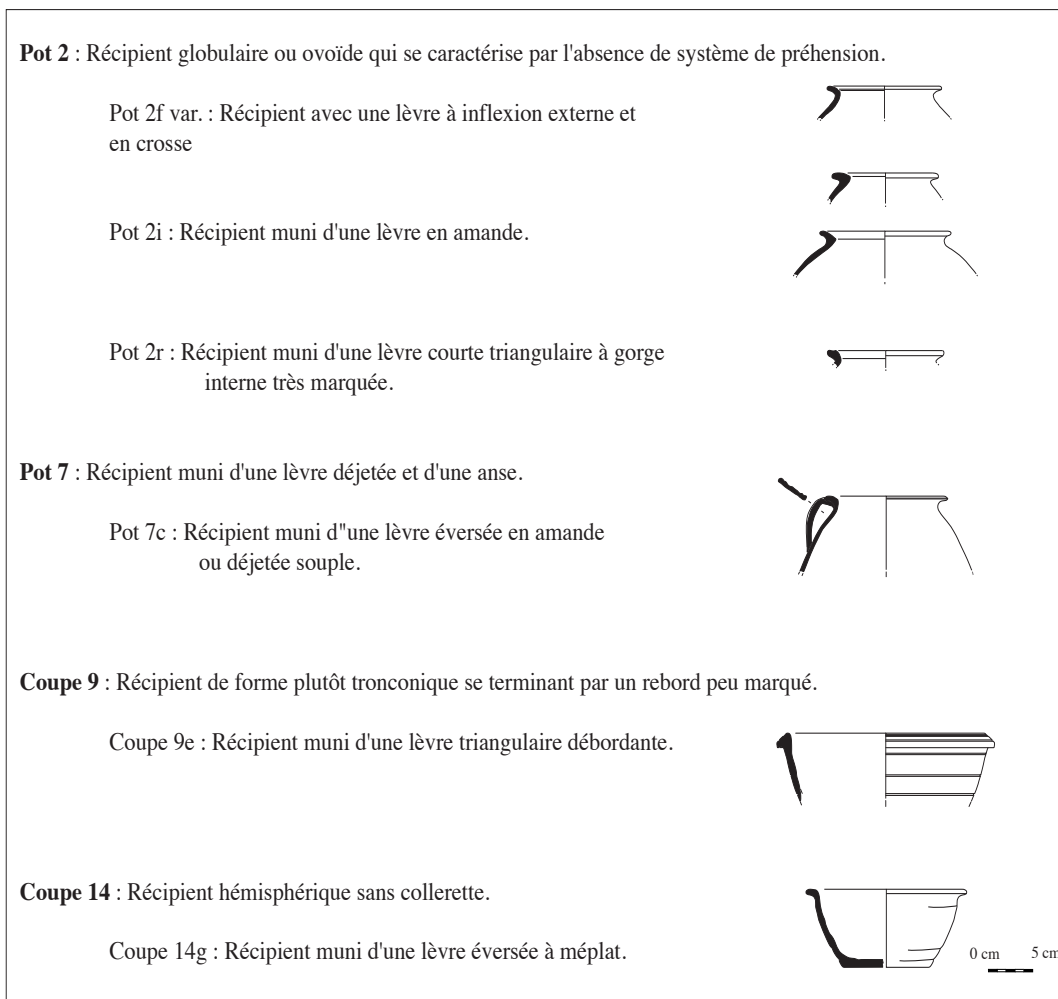 Pot 2 : Récipient globulaire ou ovoïde qui se caractérise par l'absence de système de préhension.
Pot 2f var. : Récipient avec une lèvre à inflexion externe et
en crosse
Pot 2i : Récipient muni d'une lèvre en amande.
Pot 2r : Récipient muni d'une lèvre courte triangulaire à gorge
interne très marquée.
Pot 7 : Récipient muni d'une lèvre déjetée et d'une anse.
Pot 7c : Récipient muni d"une lèvre éversée en amande
ou déjetée souple.
Coupe 9 : Récipient de forme plutôt tronconique se terminant par un rebord peu marqué.
Coupe 9e : Récipient muni d'une lèvre triangulaire débordante.
Coupe 14 : Récipient hémisphérique sans collerette.
Coupe 14g : Récipient muni d'une lèvre éversée à méplat.
0 cm 5 cm